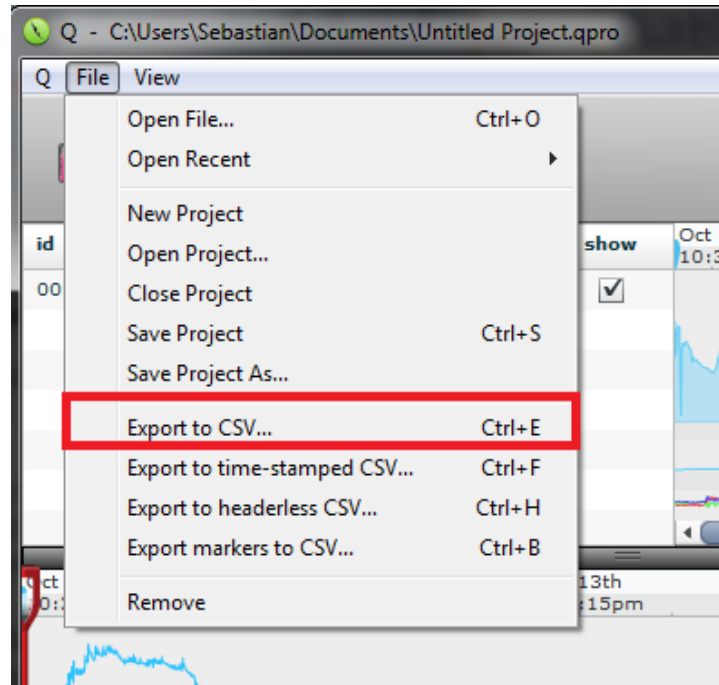 Q - C:\Users\Sebastian\Documents\Untitled Project.qpro
Q File View
Open File... Ctrl+O
Open Recent
New Project
Open Project...
Close Project
Save Project Ctrl+S
Save Project As...
Export to CSV... Ctrl+E
Export to time-stamped CSV... Ctrl+F
Export to headerless CSV... Ctrl+H
Export markers to CSV... Ctrl+B
Remove
id show Oct
00
13th
:15pm